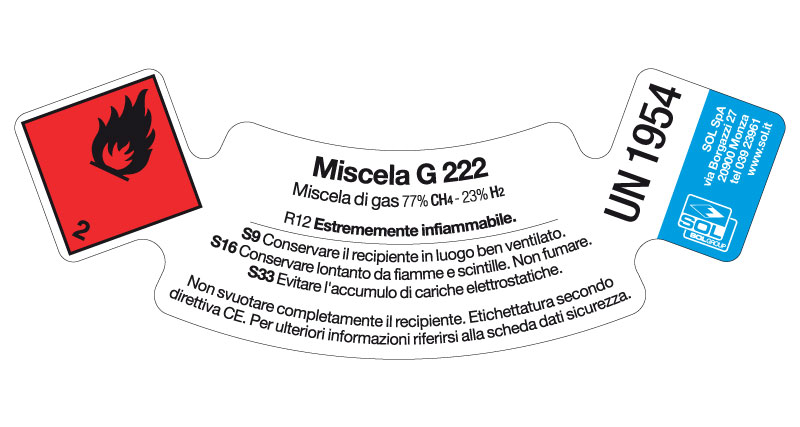 2
Miscela G 222
Miscela di gas 77% CH4 - 23% H2
R12 Estrememente infiammabile.
S9 Conservare il recipiente in luogo ben ventilato.
S16 Conservare lontanto da fiamme e scintille. Non fumare.
S33 Evitare l'accumulo di cariche elettrostatiche.
Non svuotare completamente il recipiente. Etichettatura secondo
direttiva CE. Per ulteriori informazioni riferirsi alla scheda dati sicurezza.
UN 1954
SOL SpA
via Borgazzi 27
20900 Monza
tel 039 23961
www.sol.it
SOL
SOLGROUP